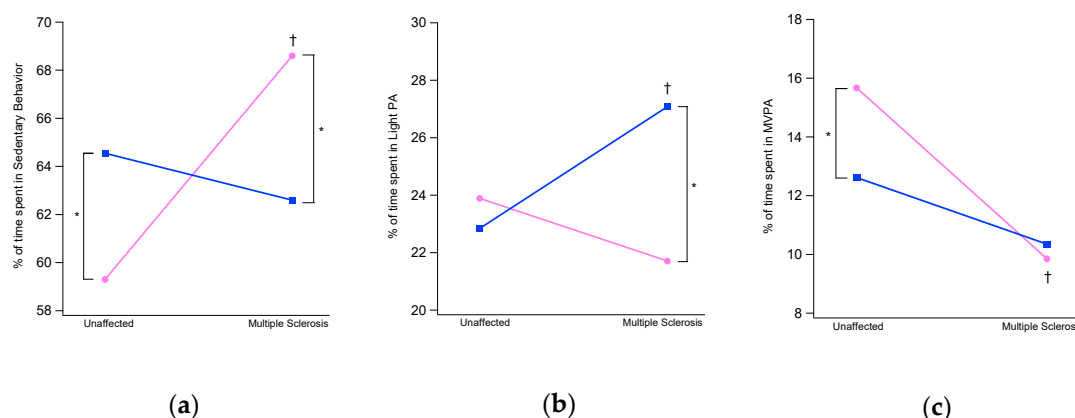 % of time spent in Sedentary Behavior
70
68
66
64
62
60
58
†
*
*
Unaffected
Multiple Sclerosis
(a)
% of time spent in Light PA
30
28
26
24
22
20
†
*
Unaffected
Multiple Sclerosis
(b)
% of time spent in MVPA
18
16
14
12
10
8
*
†
Unaffected
Multiple Scleros
(c)